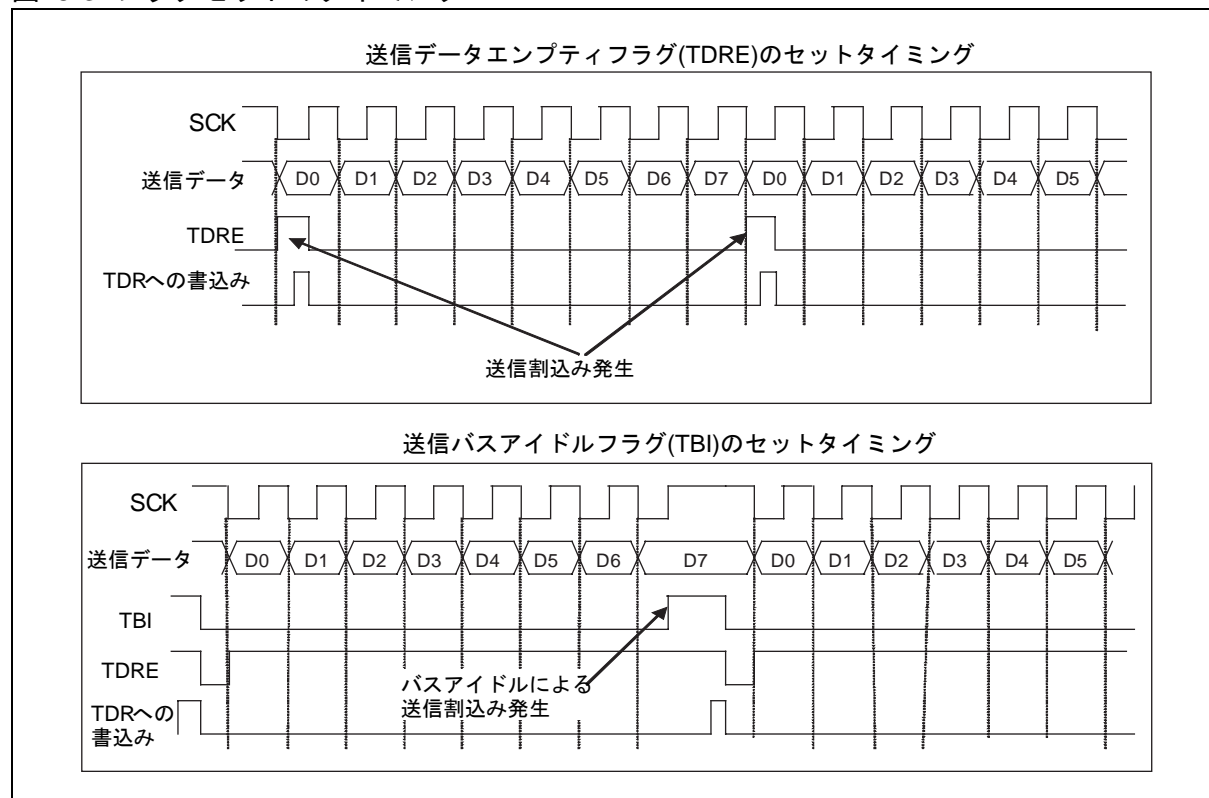 送信データエンプティフラグ(TDRE)のセットタイミング
SCK
送信データ D0 D1 D2 D3 D4 D5 D6 D7 D0 D1 D2 D3 D4 D5
TDRE
TDRへの書込み
送信割込み発生
送信バスアイドルフラグ(TBI)のセットタイミング
SCK
送信データ D0 D1 D2 D3 D4 D5 D6 D7 D0 D1 D2 D3 D4 D5
TBI
TDRE
バスアイドルによる
送信割込み発生
TDRへの
書込み